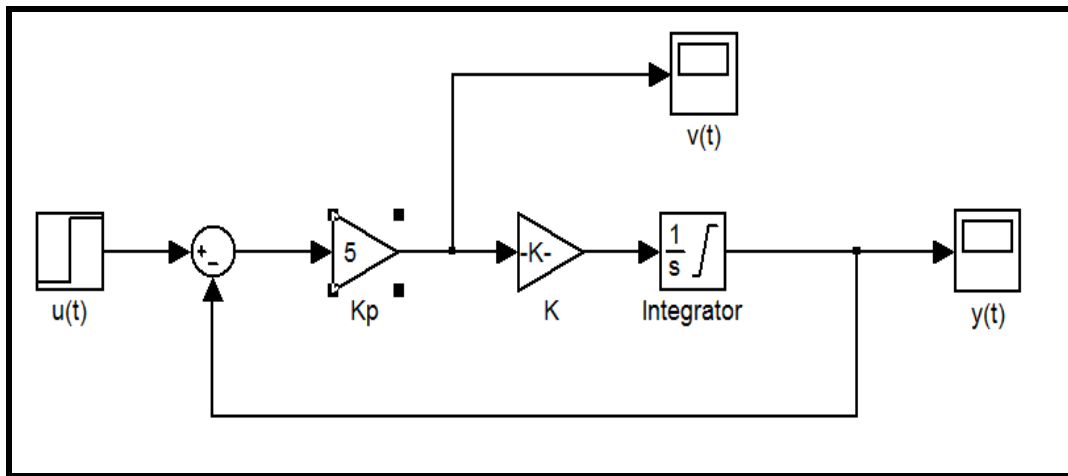 v(t)
u(t)
+
−
5
Kp
-K-
K
1
s
Integrator
y(t)